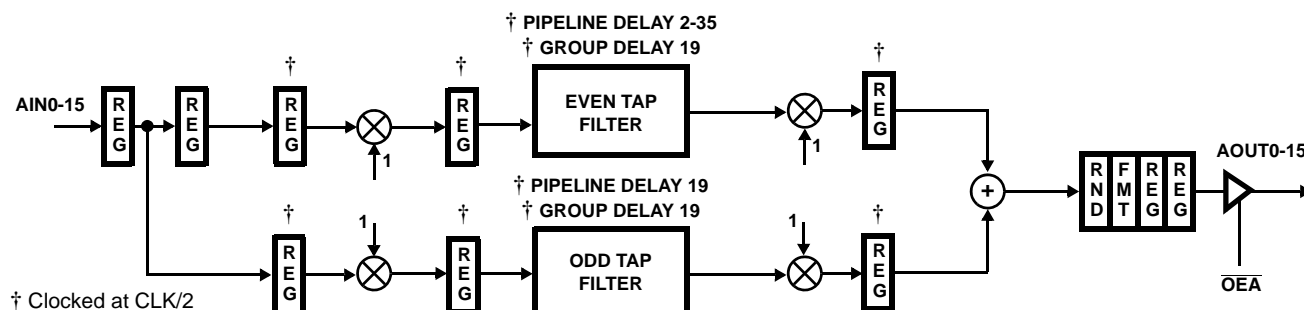 † PIPELINE DELAY 2-35
† GROUP DELAY 19
† † †
AIN0-15
REG REG REG 1 REG EVEN TAP FILTER 1 REG
† PIPELINE DELAY 19
† GROUP DELAY 19
† † †
REG 1 REG ODD TAP FILTER 1 REG
+
RND FMT REG REG
AOUT0-15
OEA
† Clocked at CLK/2